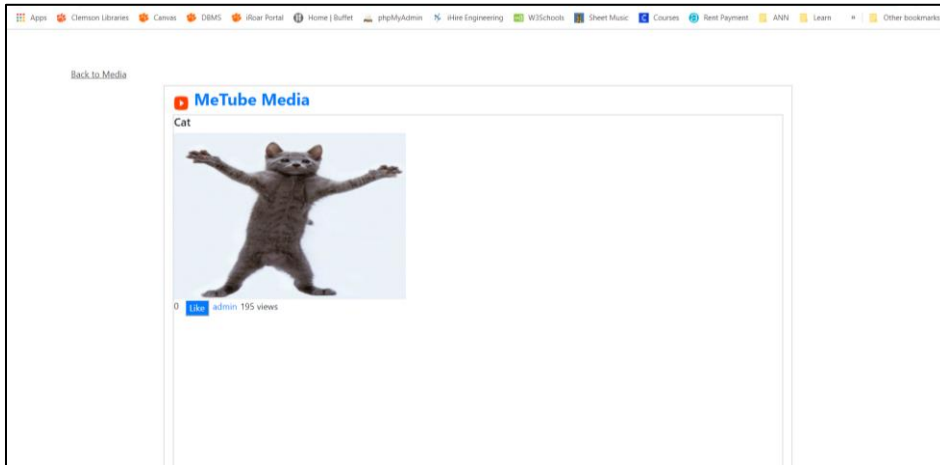 Apps Clemson Libraries Canvas DBMS iRoar Portal Home | Buffet phpMyAdmin iHire Engineering W3Schools Sheet Music Courses Rent Payment ANN Learn » Other bookmarks
Back to Media
MeTube Media
Cat
0 Like admin 195 views